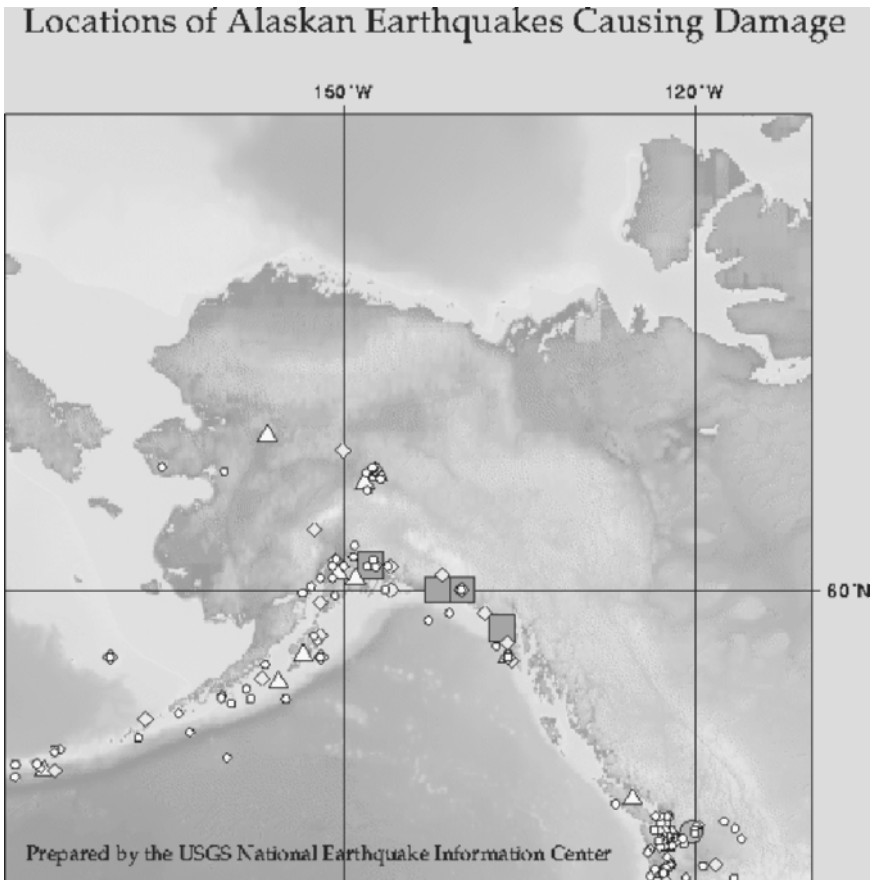 Locations of Alaskan Earthquakes Causing Damage
150°W 120°W
60°N
Prepared by the USGS National Earthquake Information Center